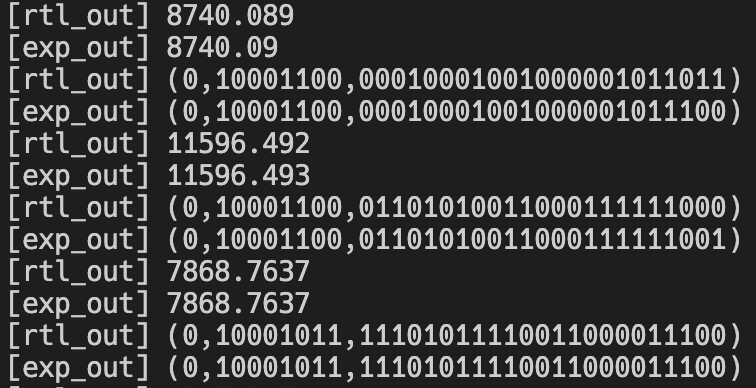 [rtl_out] 8740.089
[exp_out] 8740.09
[rtl_out] (0,10001100,00010001001000001011011)
[exp_out] (0,10001100,00010001001000001011100)
[rtl_out] 11596.492
[exp_out] 11596.493
[rtl_out] (0,10001100,01101010011000111111000)
[exp_out] (0,10001100,01101010011000111111001)
[rtl_out] 7868.7637
[exp_out] 7868.7637
[rtl_out] (0,10001011,11101011110011000011100)
[exp_out] (0,10001011,11101011110011000011100)